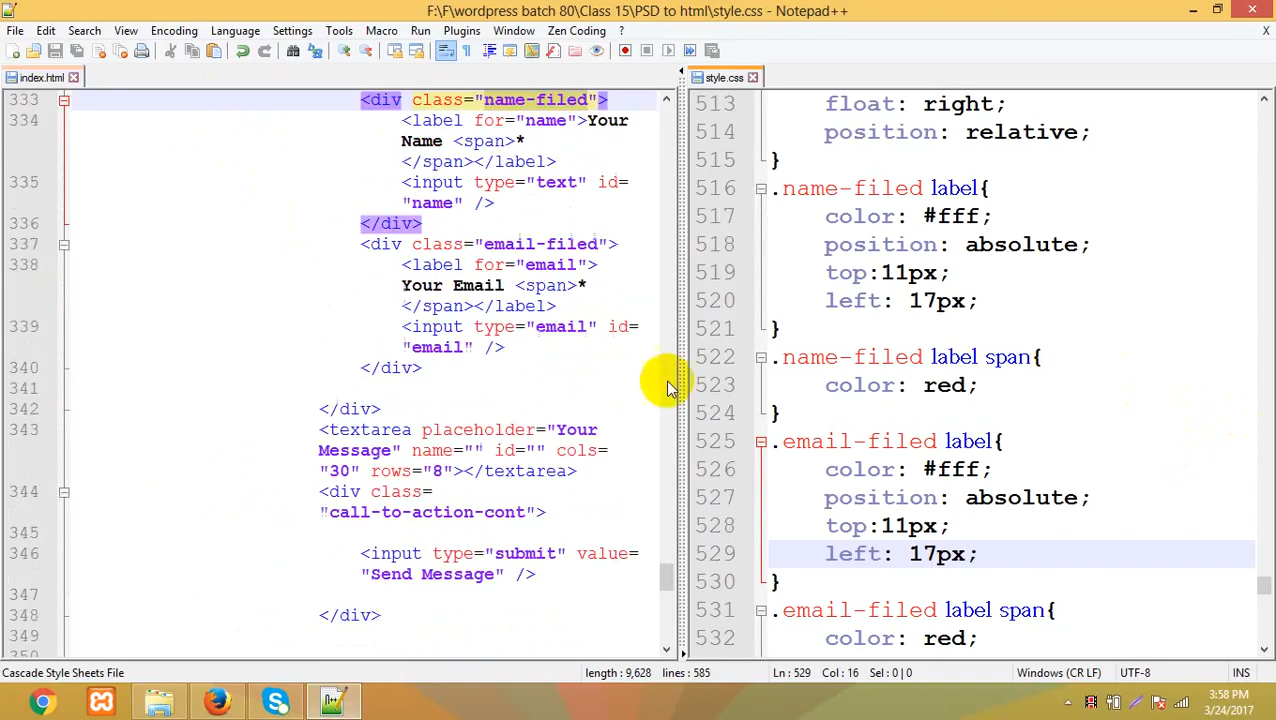 F:\F\wordpress batch 80\Class 15\PSD to html\style.css - Notepad++
File Edit Search View Encoding Language Settings Tools Macro Run Plugins Window Zen Coding ? X
index.html
style.css
333 <div class="name-filed">
334 <label for="name">Your
Name <span>*
</span></label>
335 <input type="text" id=
"name" />
336 </div>
337 <div class="email-filed">
338 <label for="email">
Your Email <span>*
</span></label>
339 <input type="email" id=
"email" />
340 </div>
341
342 </div>
343 <textarea placeholder="Your
Message" name="" id="" cols=
"30" rows="8"></textarea>
344 <div class=
"call-to-action-cont">
345
346 <input type="submit" value=
"Send Message" />
347
348 </div>
349
350
513 float: right;
514 position: relative;
515 }
516 .name-filed label{
517 color: #fff;
518 position: absolute;
519 top:11px;
520 left: 17px;
521 }
522 .name-filed label span{
523 color: red;
524 }
525 .email-filed label{
526 color: #fff;
527 position: absolute;
528 top:11px;
529 left: 17px;
530 }
531 .email-filed label span{
532 color: red;
Cascade Style Sheets File length : 9,628 lines : 585 Ln : 529 Col : 16 Sel : 0 | 0 Windows (CR LF) UTF-8 INS
3:58 PM
3/24/2017